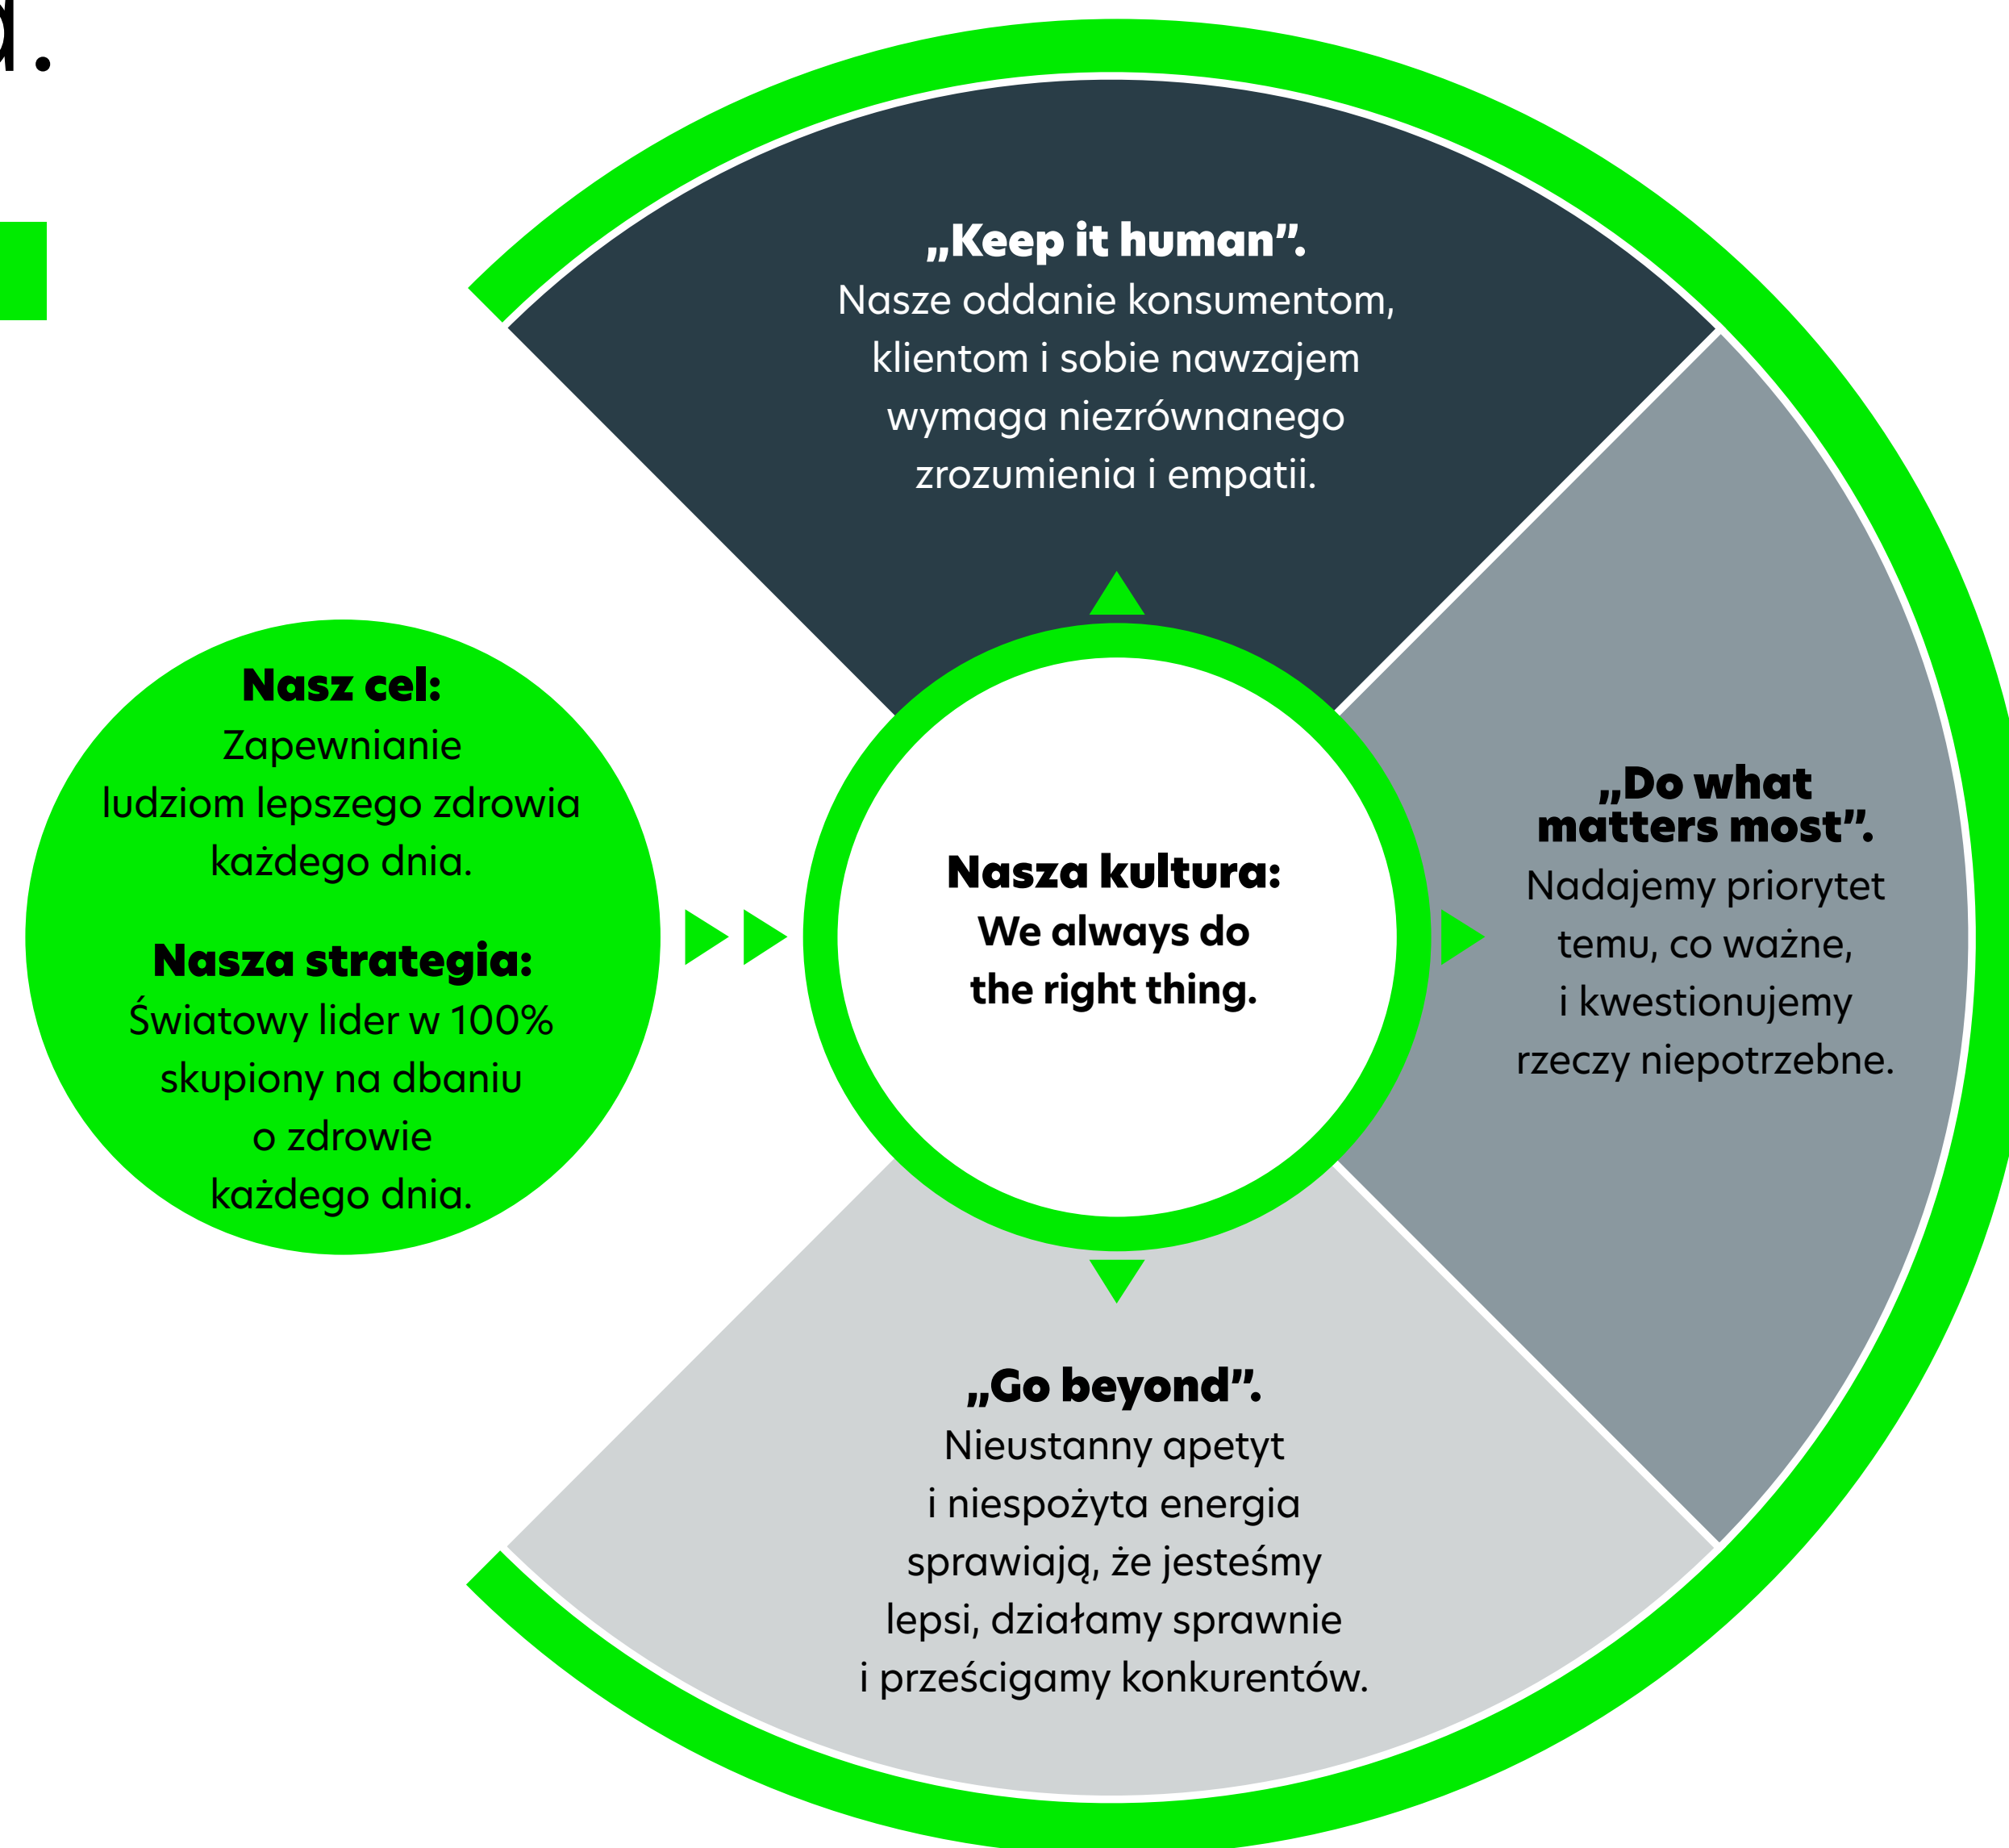 „Keep it human”.
Nasze oddanie konsumentom,
klientom i sobie nawzajem
wymaga niezrównanego
zrozumienia i empatii.
Nasz cel:
Zapewnianie
ludziom lepszego zdrowia
każdego dnia.
Nasza strategia:
Światowy lider w 100%
skupiony na dbaniu
o zdrowie
każdego dnia.
Nasza kultura:
We always do
the right thing.
„Do what
matters most”.
Nadajemy priorytet
temu, co ważne,
i kwestionujemy
rzeczy niepotrzebne.
„Go beyond”.
Nieustanny apetyt
i niespożyta energia
sprawiają, że jesteśmy
lepsi, działamy sprawnie
i prześcigamy konkurentów.